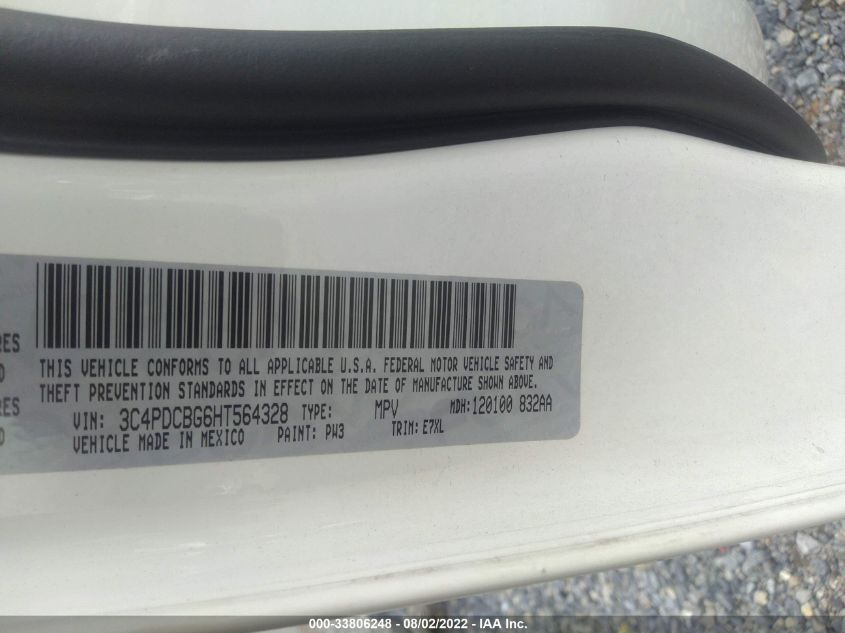 RES
THIS VEHICLE CONFORMS TO ALL APPLICABLE U.S.A. FEDERAL MOTOR VEHICLE SAFETY AND
THEFT PREVENTION STANDARDS IN EFFECT ON THE DATE OF MANUFACTURE SHOWN ABOVE.
RES
VIN: 3C4PDCBG6HT564328 TYPE: MPV MDH:120100 832AA
VEHICLE MADE IN MEXICO PAINT: PW3 TRIM: E7XL
000-33806248 - 08/02/2022 - IAA Inc.